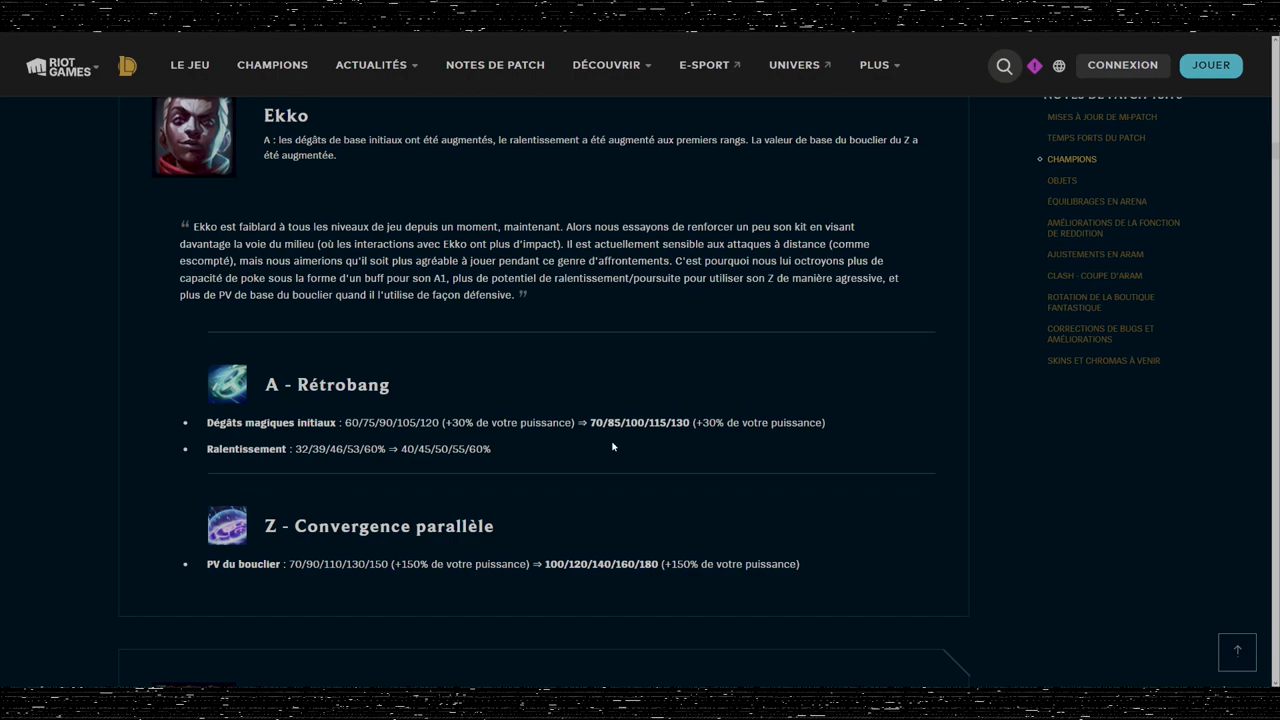 RIOT GAMES
LE JEU
CHAMPIONS
ACTUALITÉS
NOTES DE PATCH
DÉCOUVRIR
E-SPORT
UNIVERS
PLUS
CONNEXION
JOUER
Ekko
A : les dégâts de base initiaux ont été augmentés, le ralentissement a été augmenté aux premiers rangs. La valeur de base du bouclier du Z a
été augmentée.
Ekko est faiblard à tous les niveaux de jeu depuis un moment, maintenant. Alors nous essayons de renforcer un peu son kit en visant
davantage la voie du milieu (où les interactions avec Ekko ont plus d'impact). Il est actuellement sensible aux attaques à distance (comme
escompté), mais nous aimerions qu'il soit plus agréable à jouer pendant ce genre d'affrontements. C'est pourquoi nous lui octroyons plus de
capacité de poke sous la forme d'un buff pour son A1, plus de potentiel de ralentissement/poursuite pour utiliser son Z de manière agressive, et
plus de PV de base du bouclier quand il l'utilise de façon défensive.
A - Rétrobang
Dégâts magiques initiaux : 60/75/90/105/120 (+30% de votre puissance) ⇒ 70/85/100/115/130 (+30% de votre puissance)
Ralentissement : 32/39/46/53/60% ⇒ 40/45/50/55/60%
Z - Convergence parallèle
PV du bouclier : 70/90/110/130/150 (+150% de votre puissance) ⇒ 100/120/140/160/180 (+150% de votre puissance)
MISES À JOUR DE MI-PATCH
TEMPS FORTS DU PATCH
CHAMPIONS
OBJETS
ÉQUILIBRAGES EN ARENA
AMÉLIORATIONS DE LA FONCTION
DE REDDITION
AJUSTEMENTS EN ARAM
CLASH - COUPE D'ARAM
ROTATION DE LA BOUTIQUE
FANTASTIQUE
CORRECTIONS DE BUGS ET
AMÉLIORATIONS
SKINS ET CHROMAS À VENIR